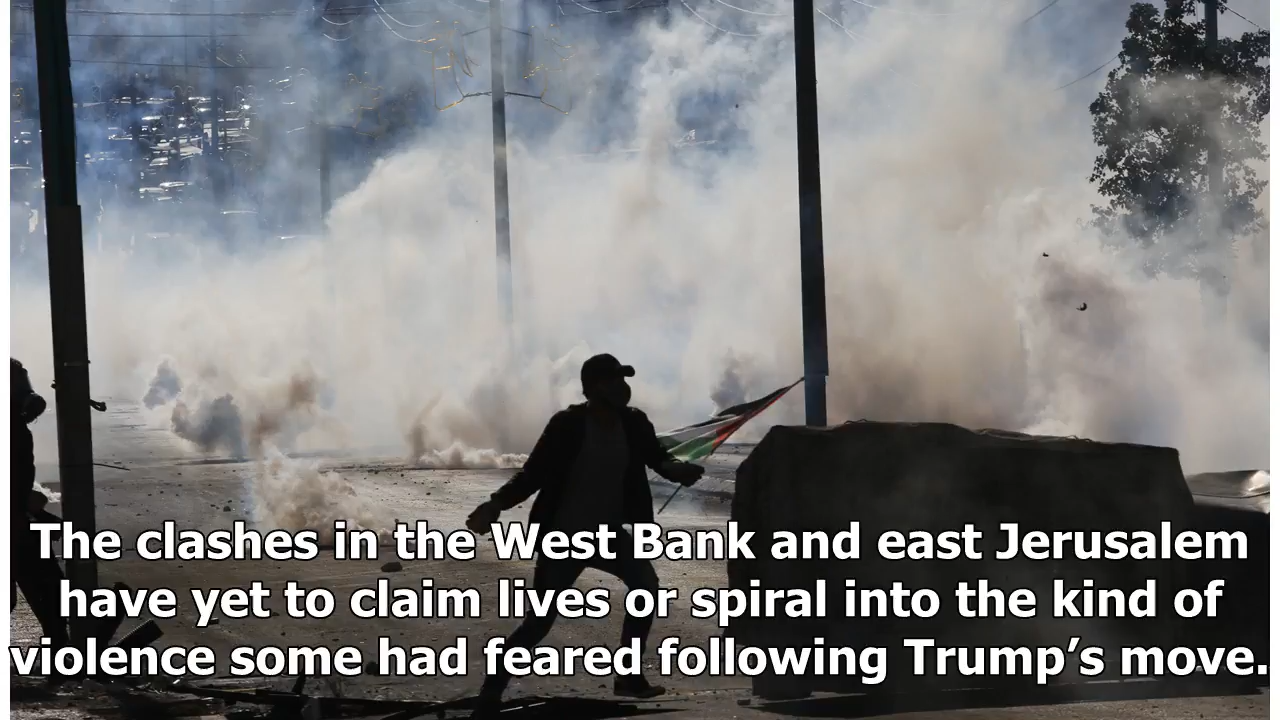 The clashes in the West Bank and east Jerusalem
have yet to claim lives or spiral into the kind of
violence some had feared following Trump’s move.